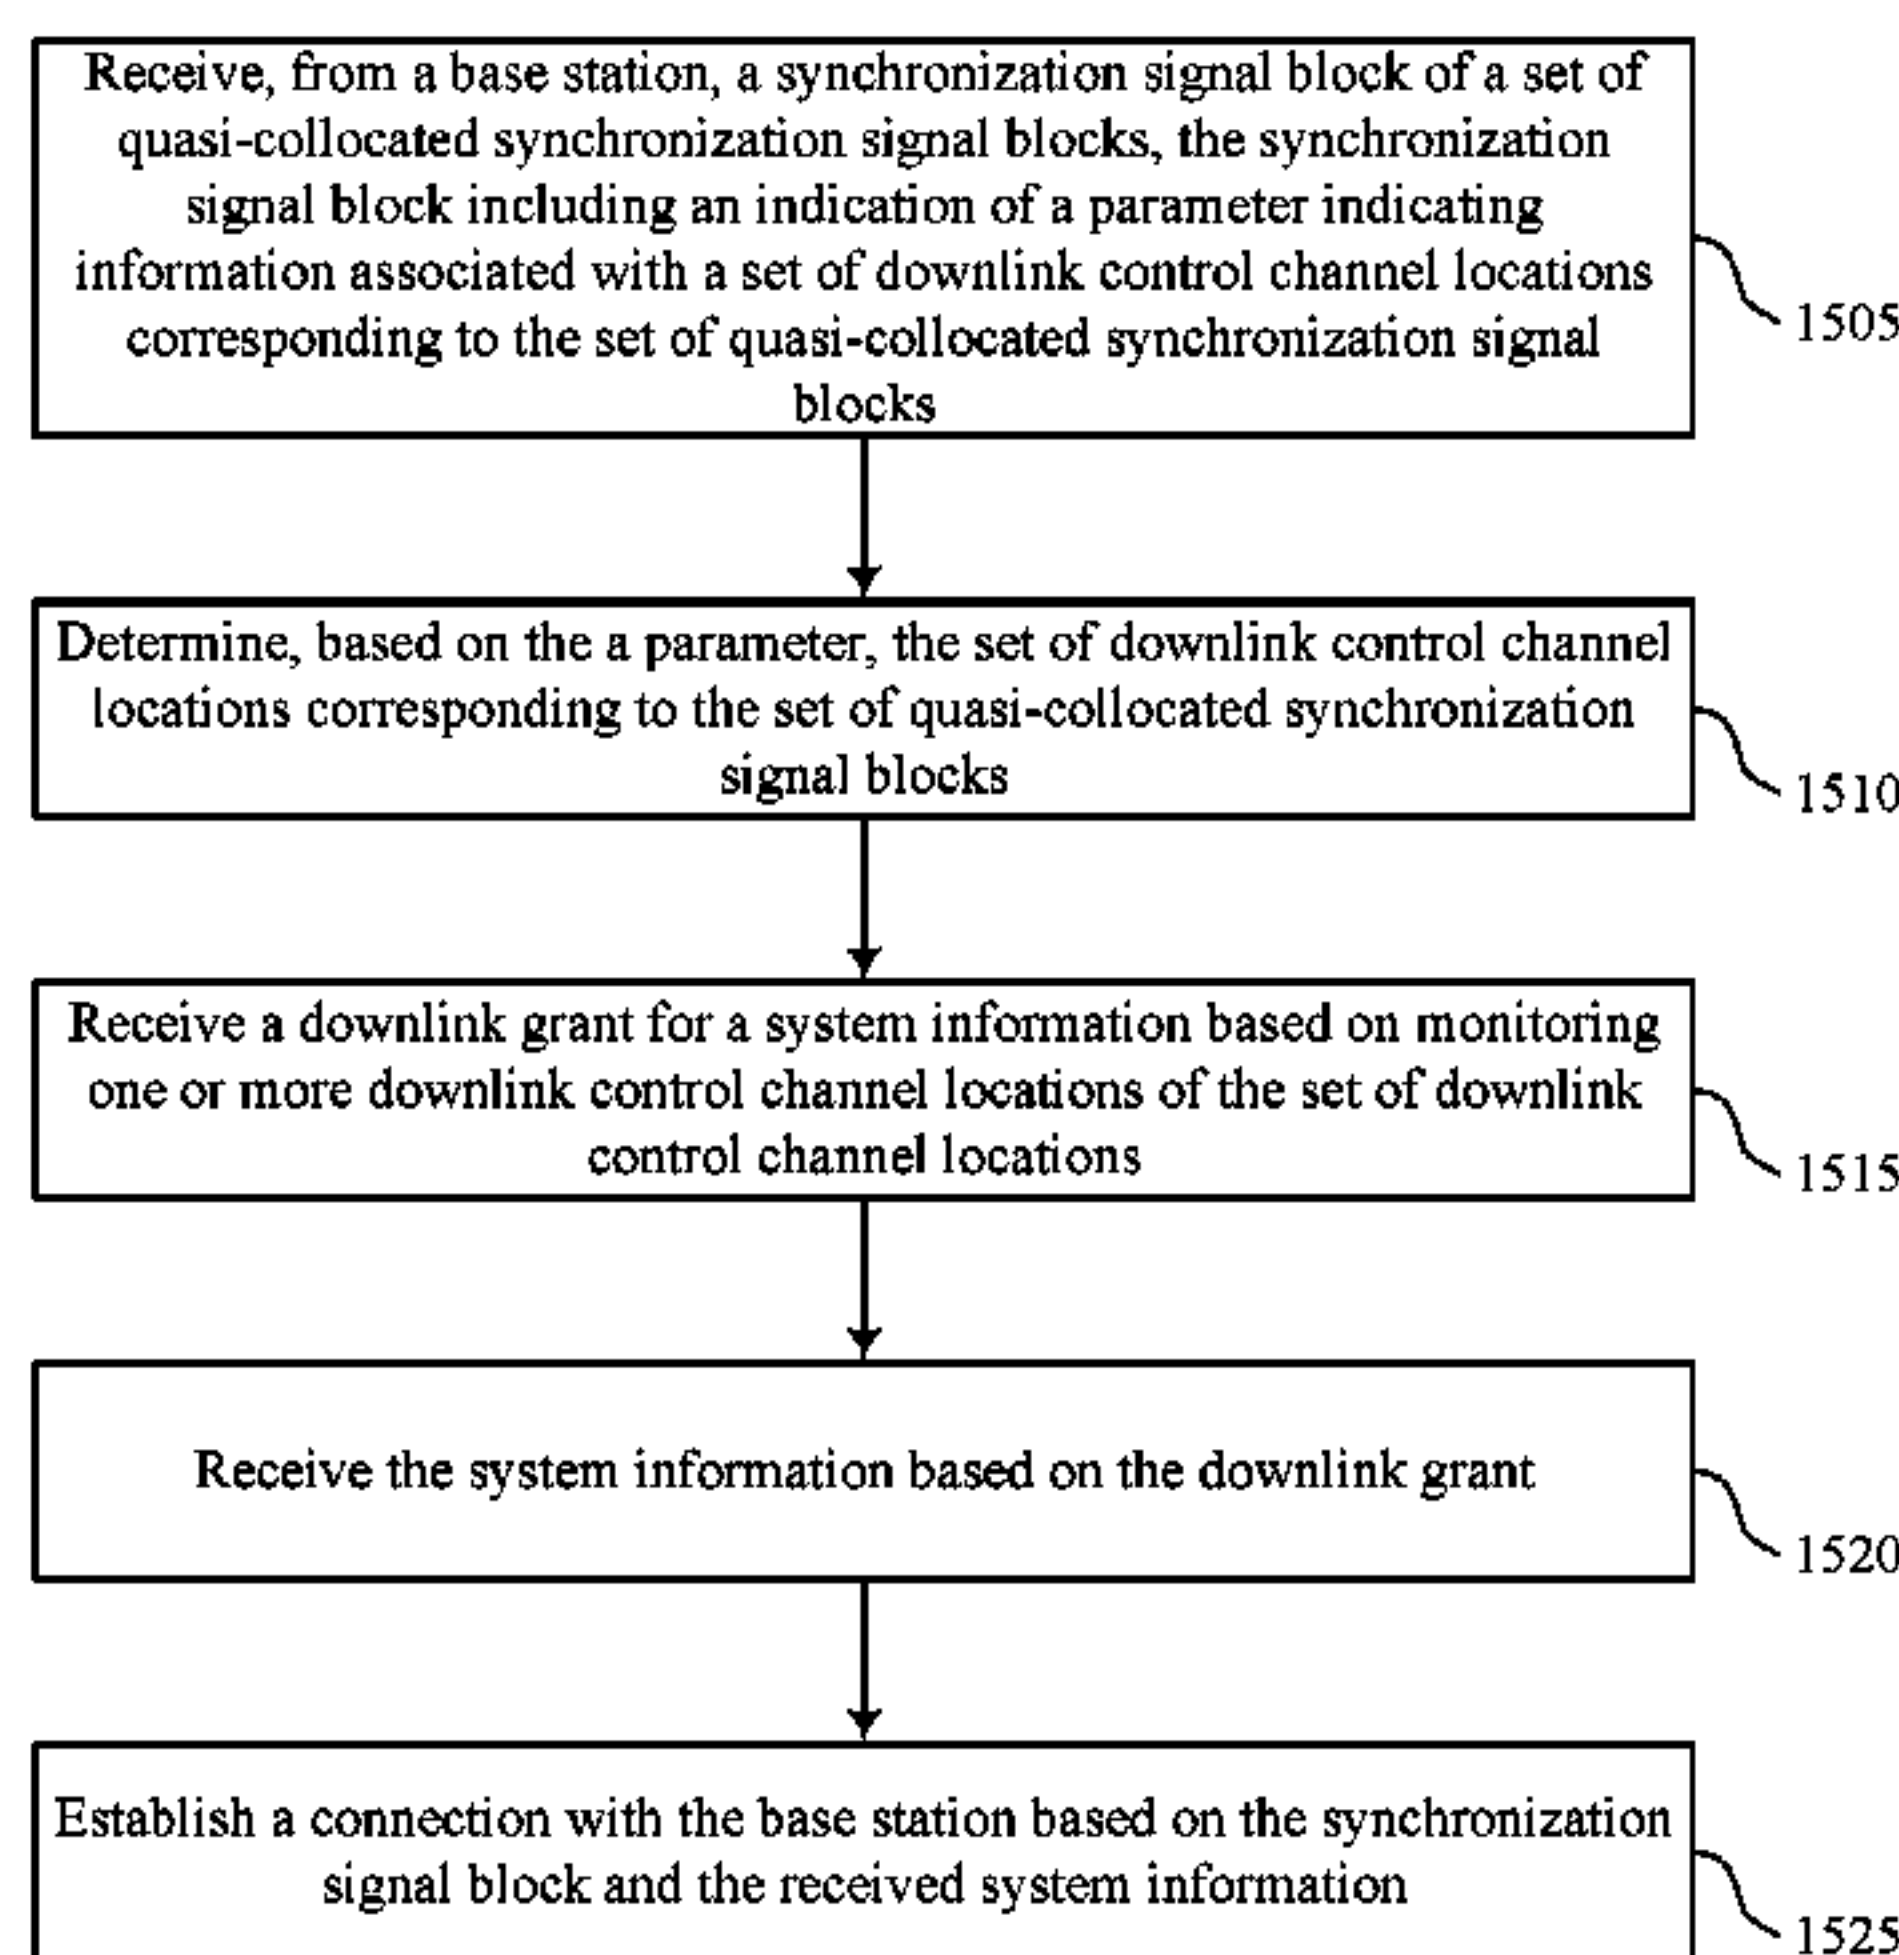 Receive, from a base station, a synchronization signal block of a set of
quasi-collocated synchronization signal blocks, the synchronization
signal block including an indication of a parameter indicating
information associated with a set of downlink control channel locations
corresponding to the set of quasi-collocated synchronization signal
blocks
1505
Determine, based on the a parameter, the set of downlink control channel
locations corresponding to the set of quasi-collocated synchronization
signal blocks
1510
Receive a downlink grant for a system information based on monitoring
one or more downlink control channel locations of the set of downlink
control channel locations
1515
Receive the system information based on the downlink grant
1520
Establish a connection with the base station based on the synchronization
signal block and the received system information
1525